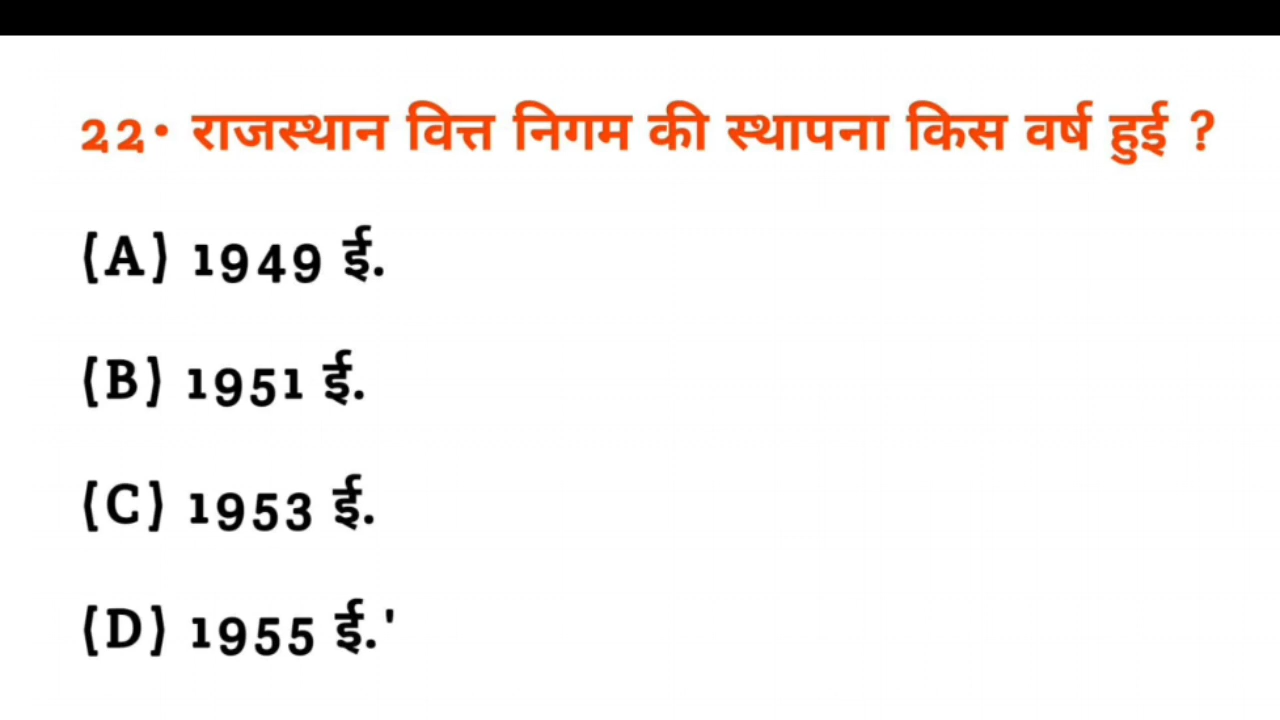 22• राजस्थान वित्त निगम की स्थापना किस वर्ष हुई ?
(A) 1949 ई.
(B) 1951 ई.
(C) 1953 ई.
(D) 1955 ई.'